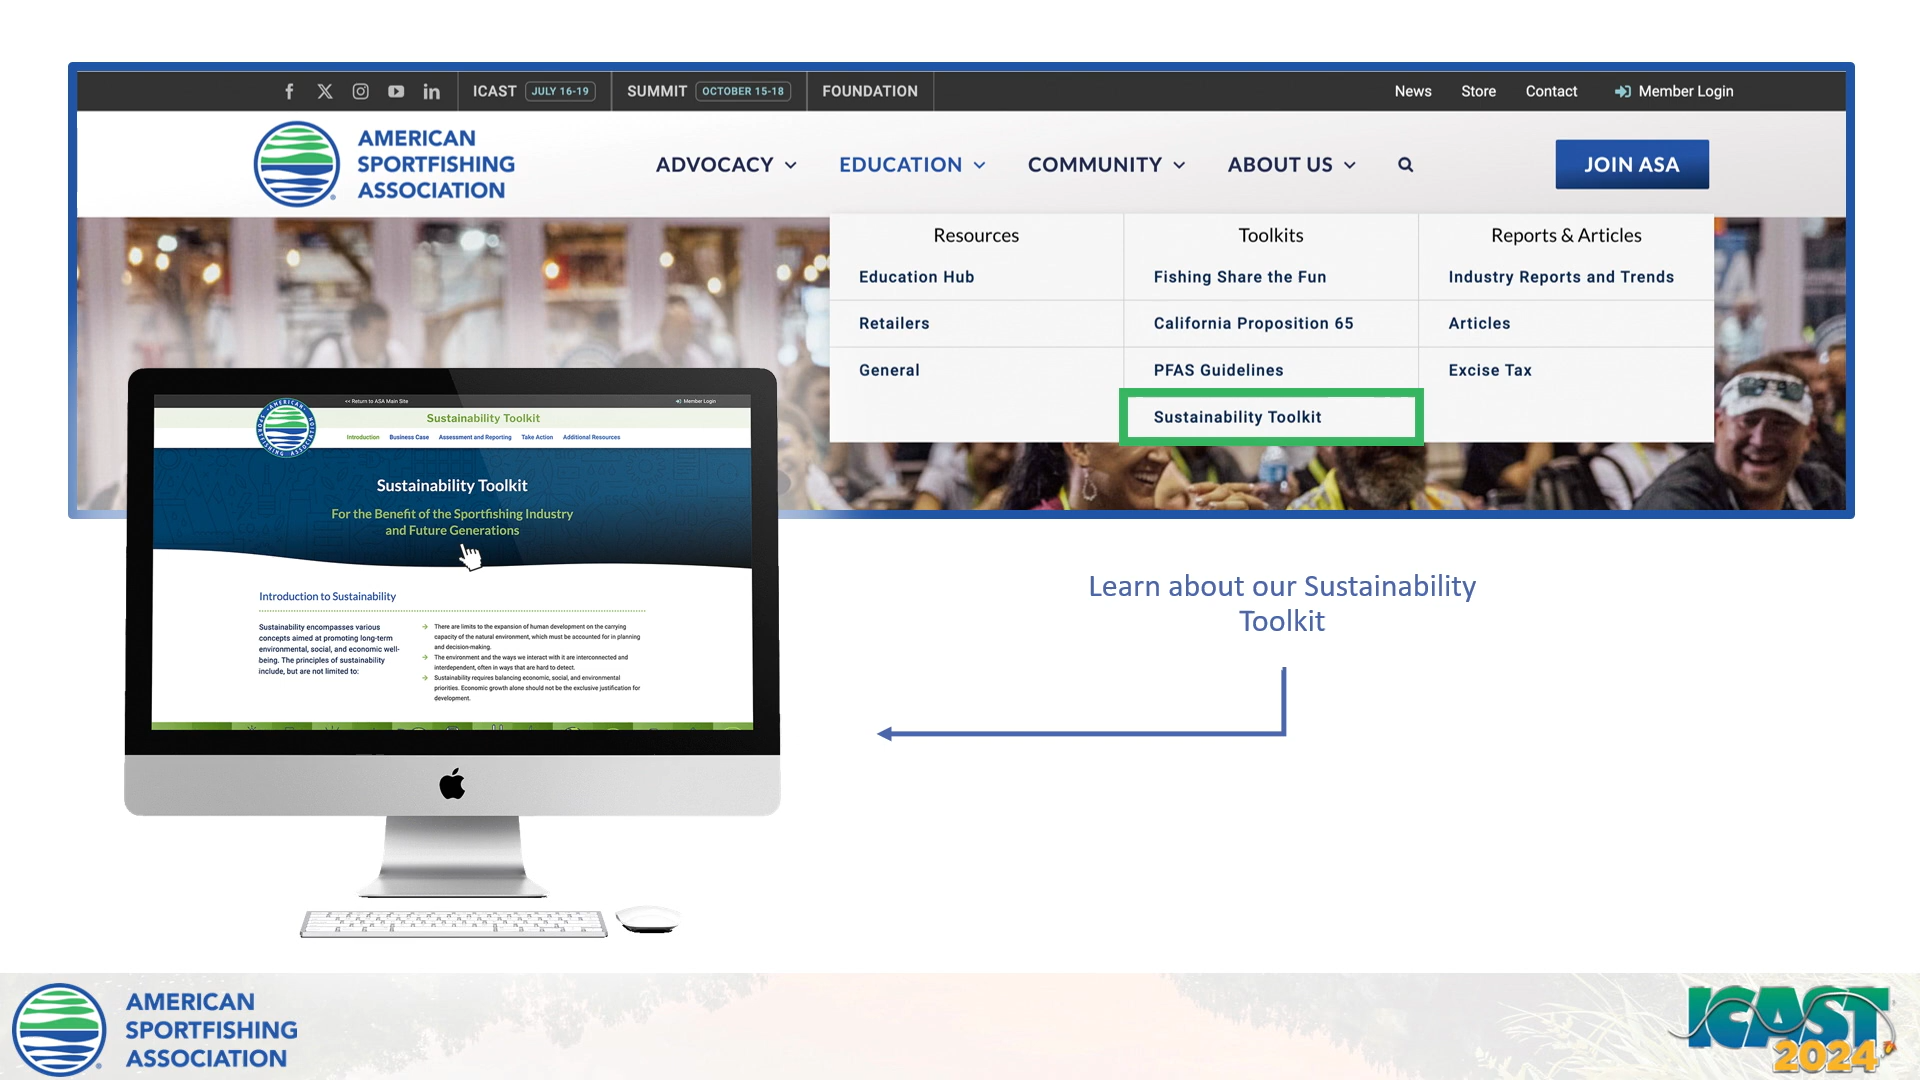 ICAST JULY 16-19 SUMMIT OCTOBER 15-18 FOUNDATION News Store Contact Member Login
AMERICAN
SPORTFISHING
ASSOCIATION
ADVOCACY EDUCATION COMMUNITY ABOUT US JOIN ASA
Resources Toolkits Reports & Articles
Education Hub Fishing Share the Fun Industry Reports and Trends
Retailers California Proposition 65 Articles
General PFAS Guidelines Excise Tax
Sustainability Toolkit
<< Return to ASA Main Site Member Login
Sustainability Toolkit
Introduction Business Case Assessment and Reporting Take Action Additional Resources
AMERICAN SPORTFISHING ASSOCIATION
Sustainability Toolkit
For the Benefit of the Sportfishing Industry
and Future Generations
Introduction to Sustainability
Sustainability encompasses various
concepts aimed at promoting long-term
environmental, social, and economic well-
being. The principles of sustainability
include, but are not limited to:
There are limits to the expansion of human development on the carrying
capacity of the natural environment, which must be accounted for in planning
and decision-making.
The environment and the ways we interact with it are interconnected and
interdependent, often in ways that are hard to detect.
Sustainability requires balancing economic, social, and environmental
priorities. Economic growth alone should not be the exclusive justification for
development.
Learn about our Sustainability
Toolkit
AMERICAN
SPORTFISHING
ASSOCIATION
ICAST
2024